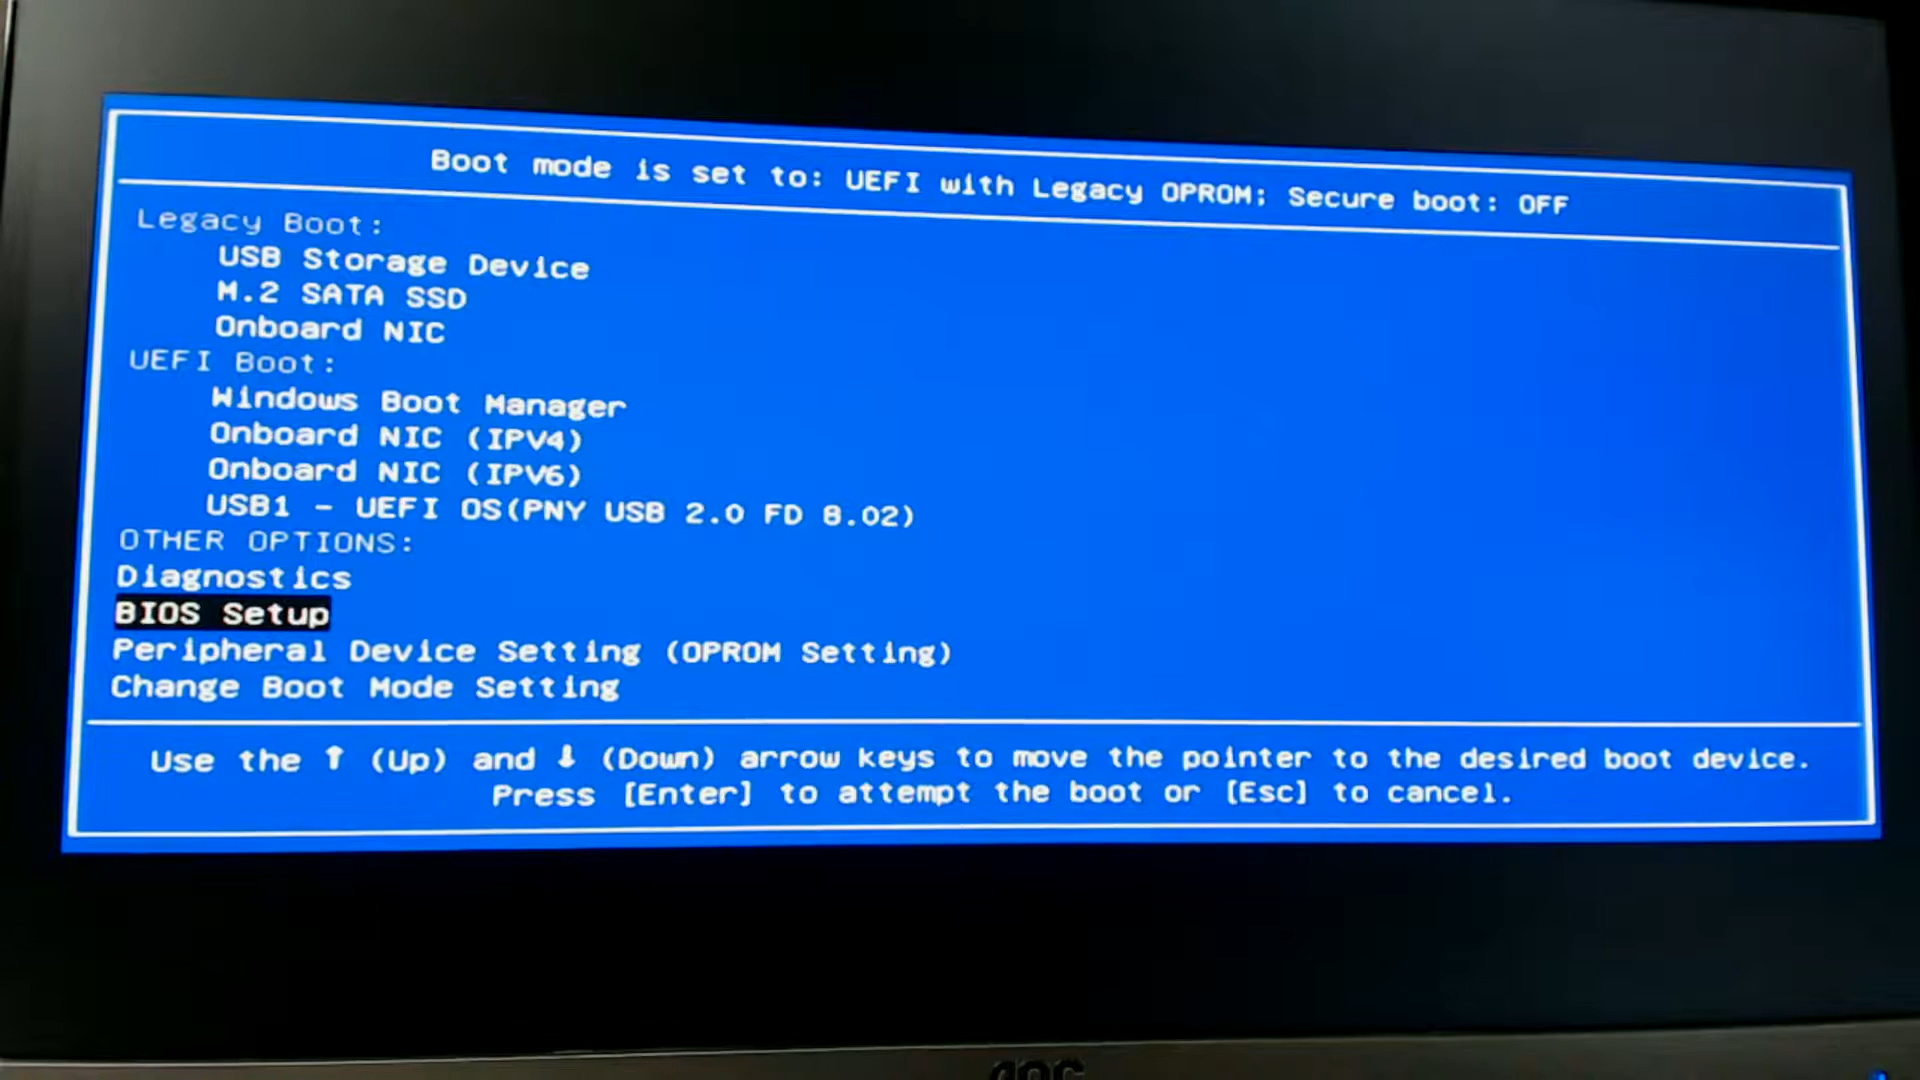 Boot mode is set to: UEFI with Legacy OPROM; Secure boot: OFF
Legacy Boot:
USB Storage Device
M.2 SATA SSD
Onboard NIC
UEFI Boot:
Windows Boot Manager
Onboard NIC (IPV4)
Onboard NIC (IPV6)
USB1 - UEFI OS(PNY USB 2.0 FD 8.02)
OTHER OPTIONS:
Diagnostics
BIOS Setup
Peripheral Device Setting (OPROM Setting)
Change Boot Mode Setting
Use the ↑ (Up) and ↓ (Down) arrow keys to move the pointer to the desired boot device.
Press [Enter] to attempt the boot or [Esc] to cancel.
AOC